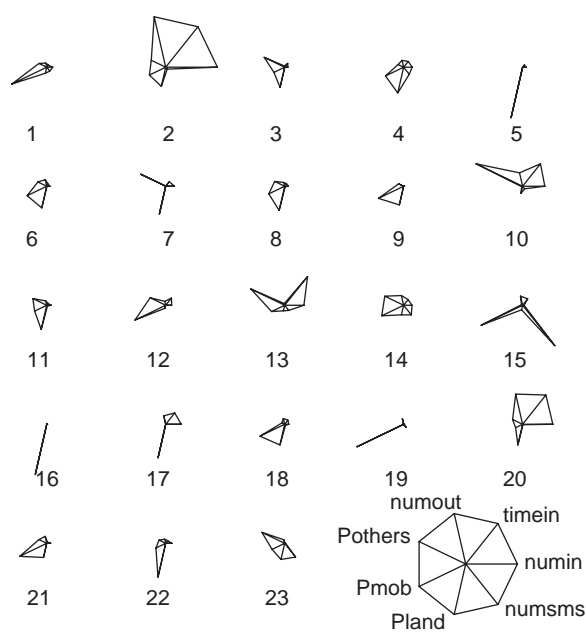 1 2 3 4 5
6 7 8 9 10
11 12 13 14 15
16 17 18 19 20
numout
timein
Pothers
numin
Pmob
numsms
Pland
21 22 23